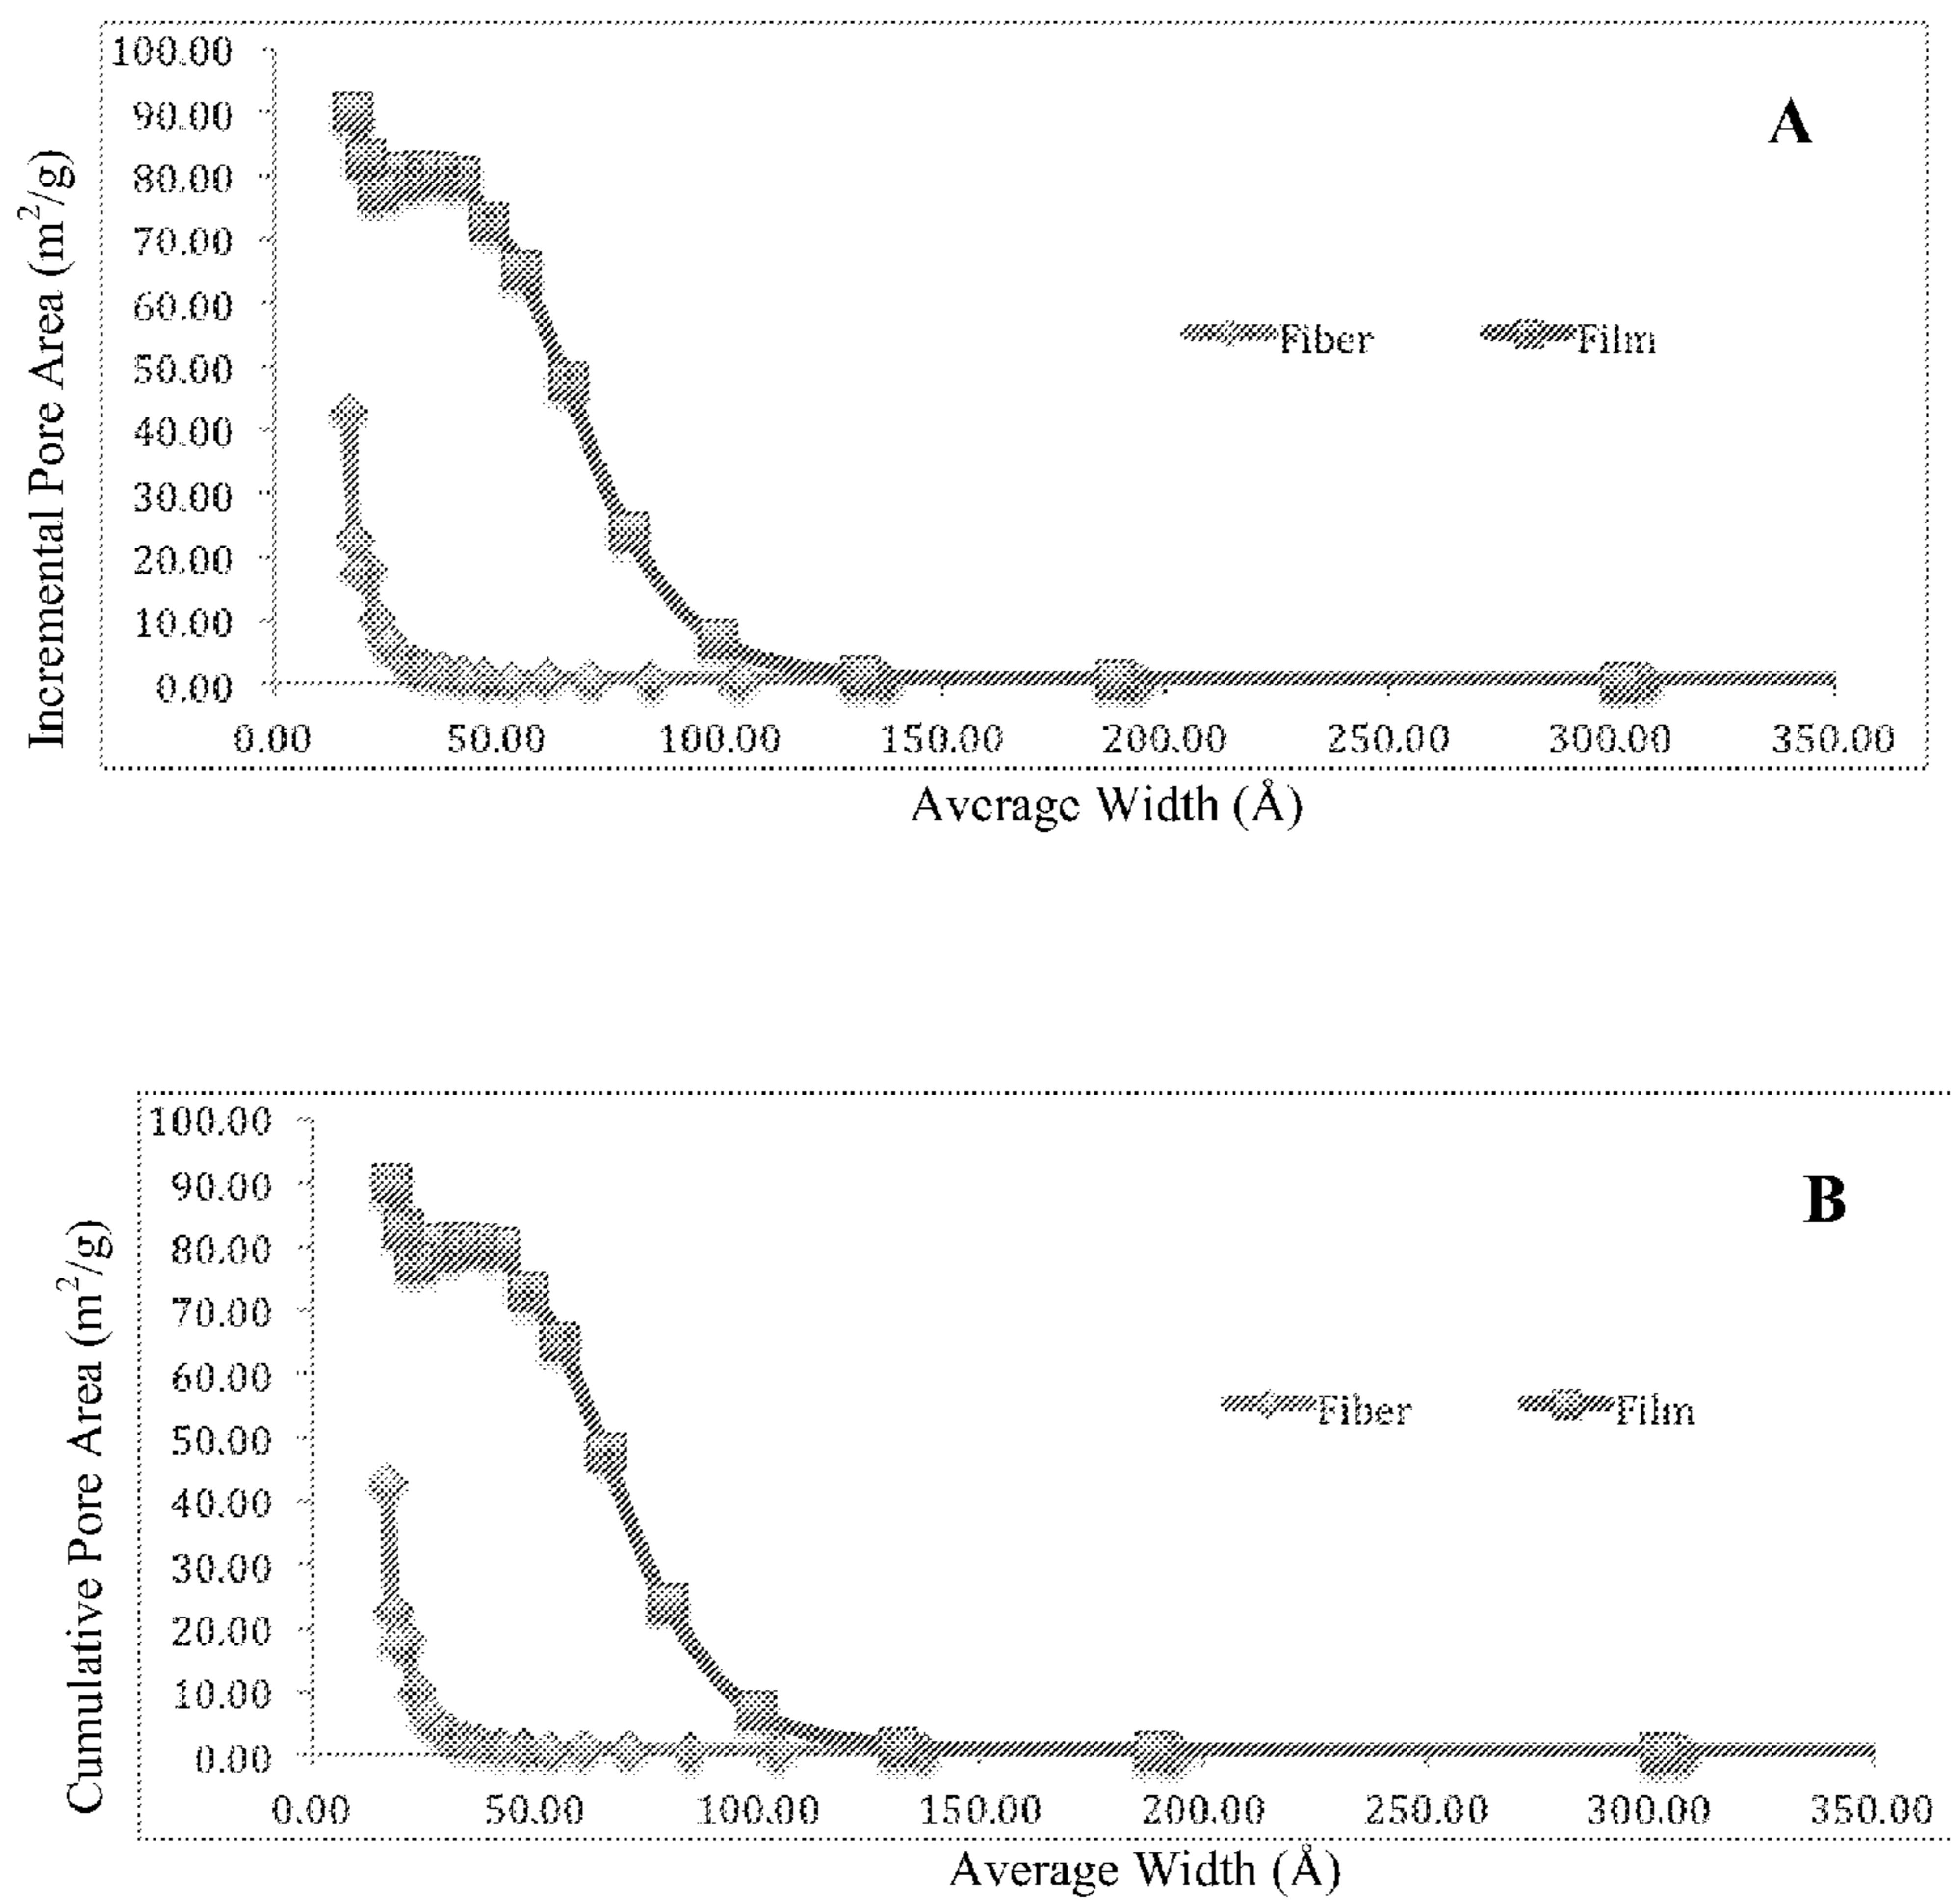 100.00
90.00
80.00
70.00
60.00
50.00
40.00
30.00
20.00
10.00
0.00
Incremental Pore Area (m²/g)
A
Fiber Film
0.00 50.00 100.00 150.00 200.00 250.00 300.00 350.00
Average Width (Å)
100.00
90.00
80.00
70.00
60.00
50.00
40.00
30.00
20.00
10.00
0.00
Cumulative Pore Area (m²/g)
B
Fiber Film
0.00 50.00 100.00 150.00 200.00 250.00 300.00 350.00
Average Width (Å)